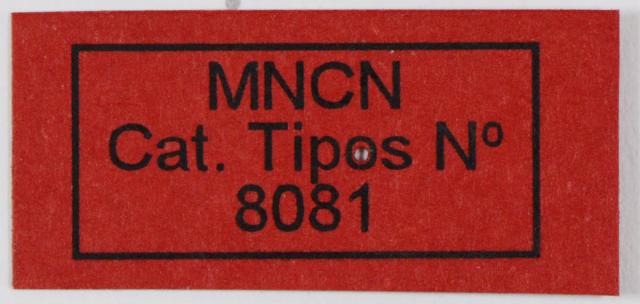 MNCN
Cat. Tipos Nº
8081